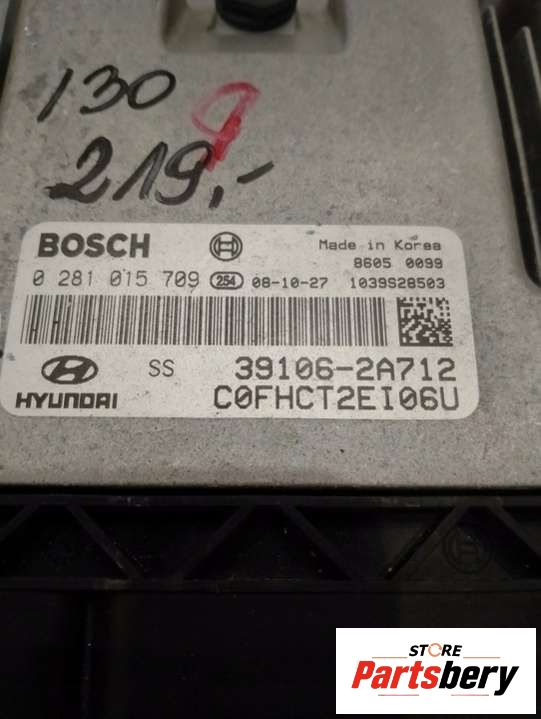 130
9
219,-
BOSCH
Made in Korea
8605 0099
0 281 015 709 254 08-10-27 1039S28503
SS 39106-2A712
HYUNDAI C0FHCT2EI06U
STORE
Partsbery